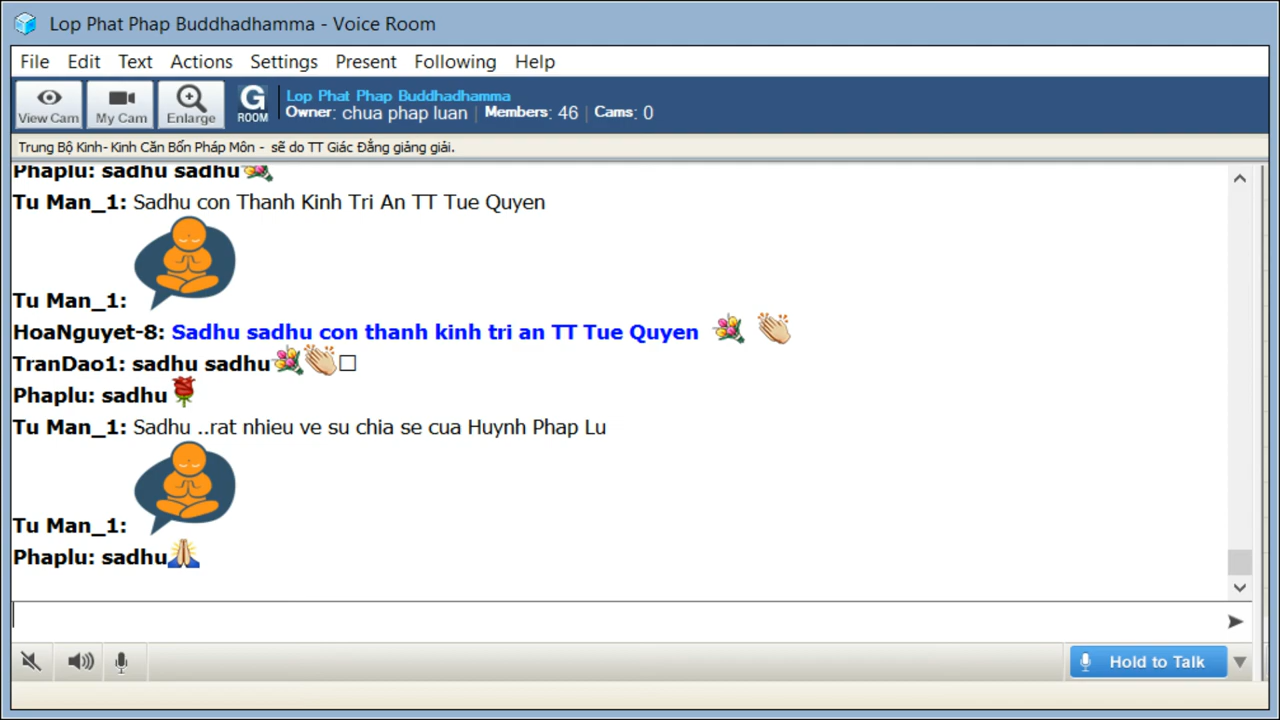 Lop Phat Phap Buddhadhamma - Voice Room
File Edit Text Actions Settings Present Following Help
View Cam My Cam Enlarge G ROOM
Lop Phat Phap Buddhadhamma
Owner: chua phap luan | Members: 46 | Cams: 0
Trung Bộ Kinh- Kinh Căn Bổn Pháp Môn - sẽ do TT Giác Đẳng giảng giải.
Phaplu: sadhu sadhu
Tu Man_1: Sadhu con Thanh Kinh Tri An TT Tue Quyen
Tu Man_1:
HoaNguyet-8: Sadhu sadhu con thanh kinh tri an TT Tue Quyen
TranDao1: sadhu sadhu
Phaplu: sadhu
Tu Man_1: Sadhu ..rat nhieu ve su chia se cua Huynh Phap Lu
Tu Man_1:
Phaplu: sadhu
Hold to Talk